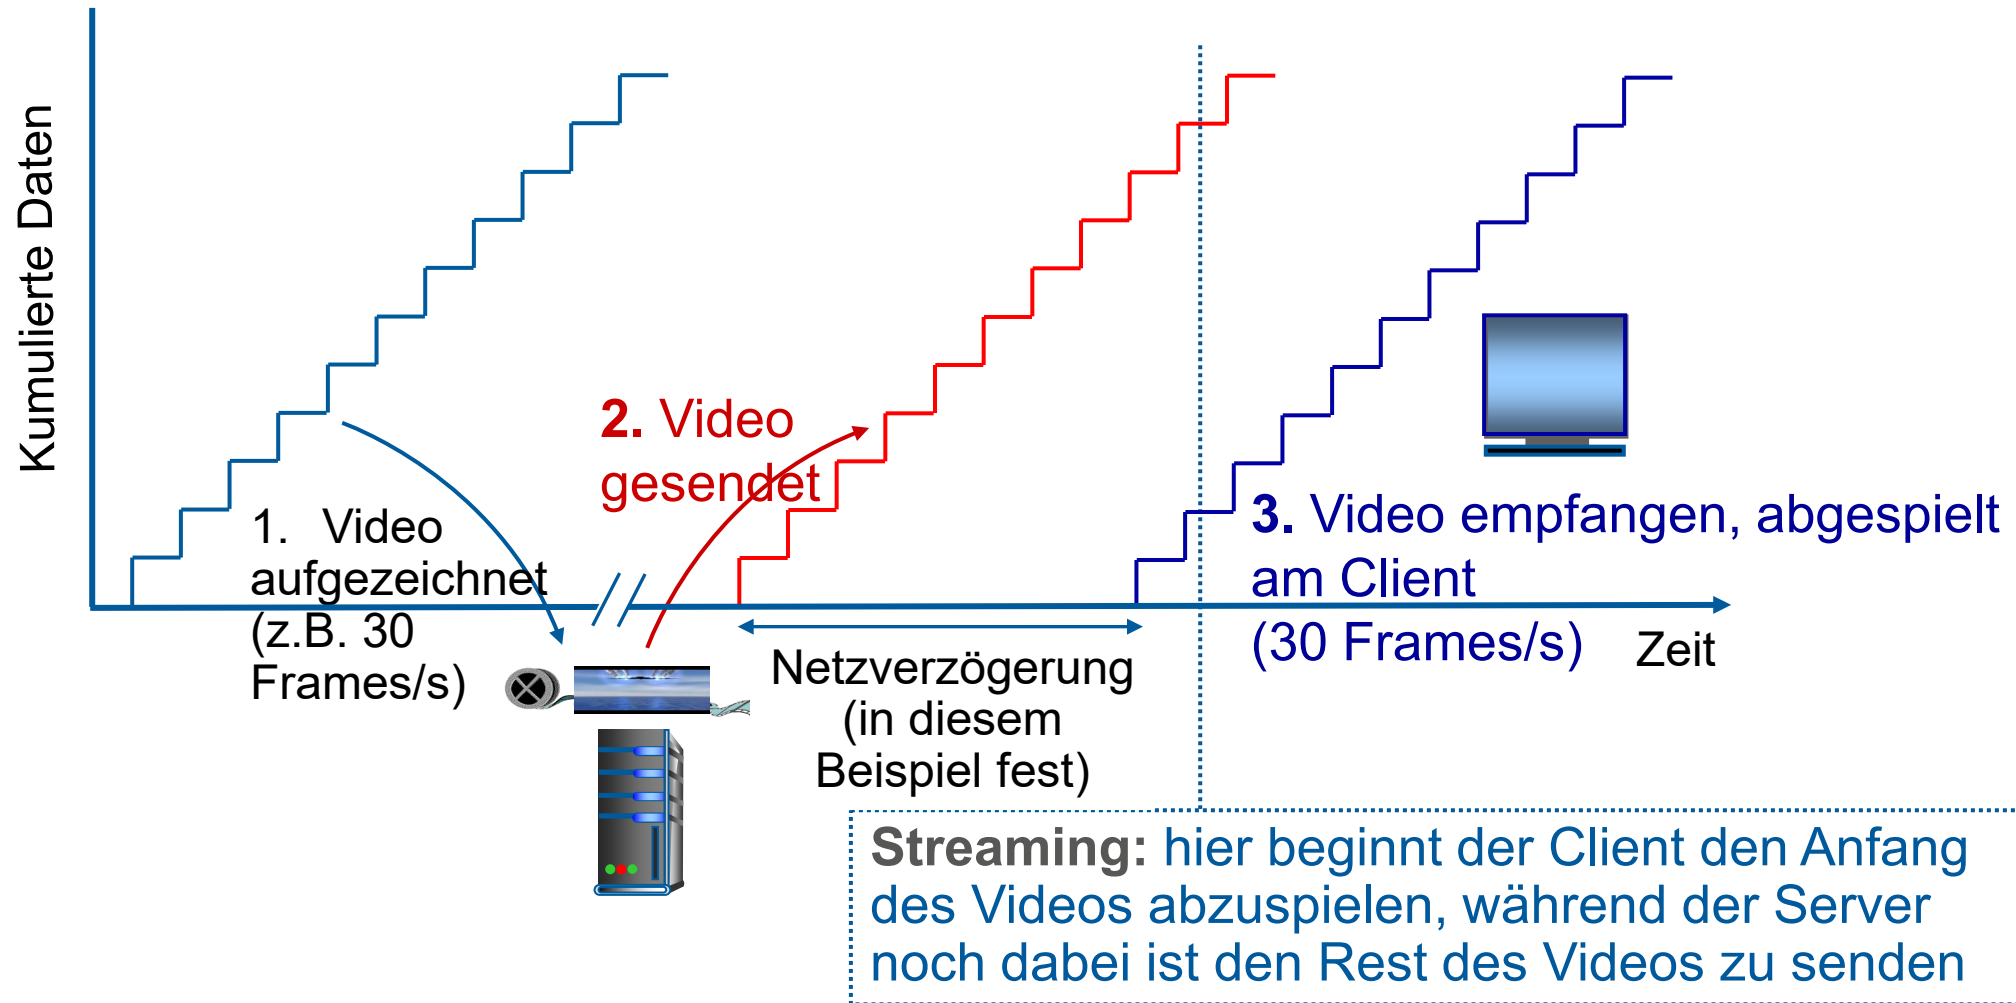 Kumulierte Daten
1. Video
aufgezeichnet
(z.B. 30
Frames/s)
2. Video
gesendet
Netzverzögerung
(in diesem
Beispiel fest)
3. Video empfangen, abgespielt
am Client
(30 Frames/s)
Zeit
Streaming: hier beginnt der Client den Anfang
des Videos abzuspielen, während der Server
noch dabei ist den Rest des Videos zu senden